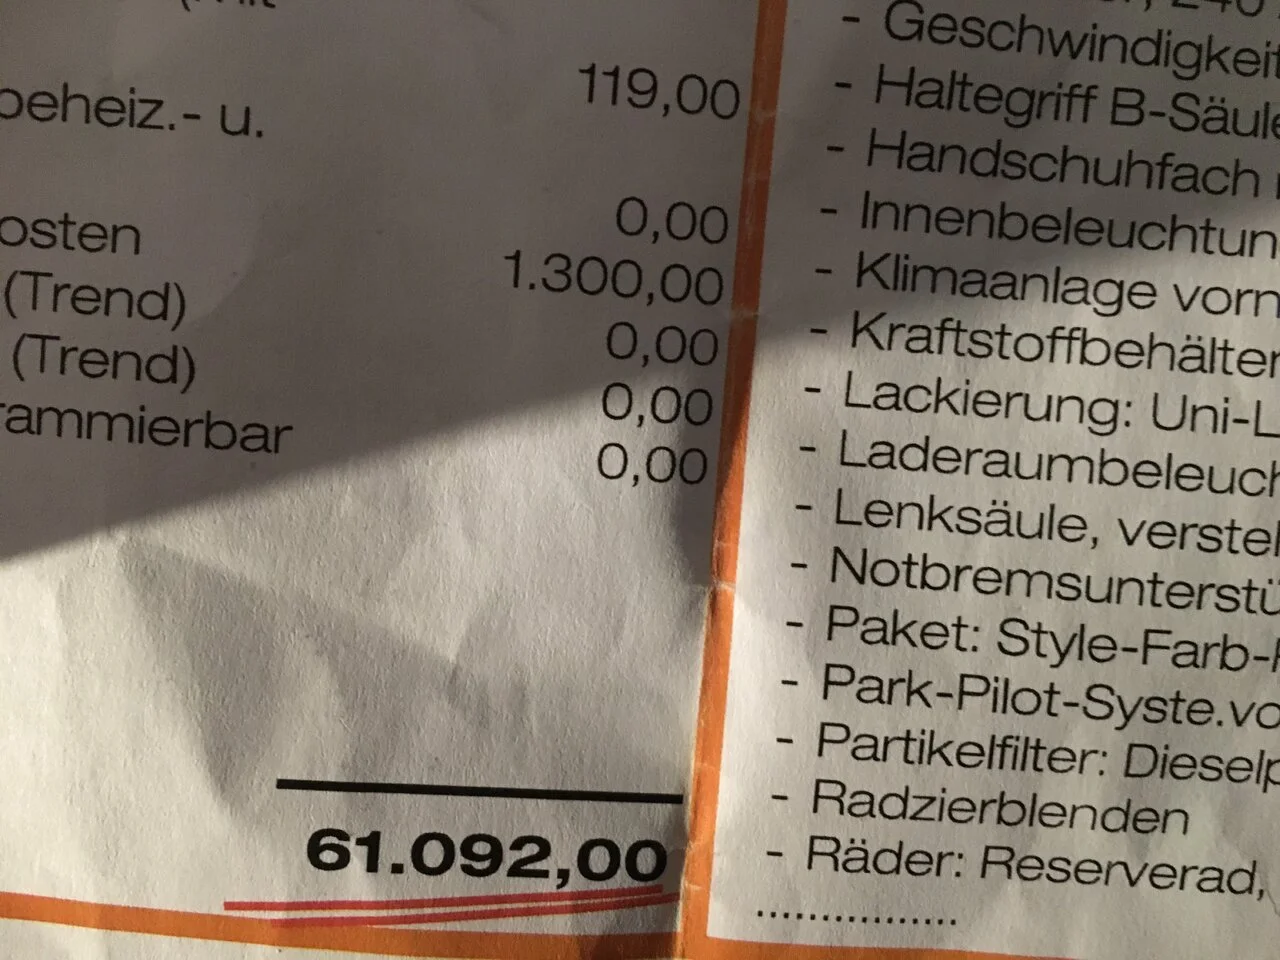 119,00
beheiz.- u.
0,00
osten
1.300,00
(Trend)
0,00
(Trend)
0,00
rammierbar
0,00
61.092,00
- Geschwindigkeit
- Haltegriff B-Säule
- Handschuhfach
- Innenbeleuchtun
- Klimaanlage vorn
- Kraftstoffbehälter
- Lackierung: Uni-L
- Laderaumbeleuch
- Lenksäule, verstel
- Notbremsunterstü
- Paket: Style-Farb-
- Park-Pilot-Syste.vo
- Partikelfilter: Dieselp
- Radzierblenden
- Räder: Reserverad,
................